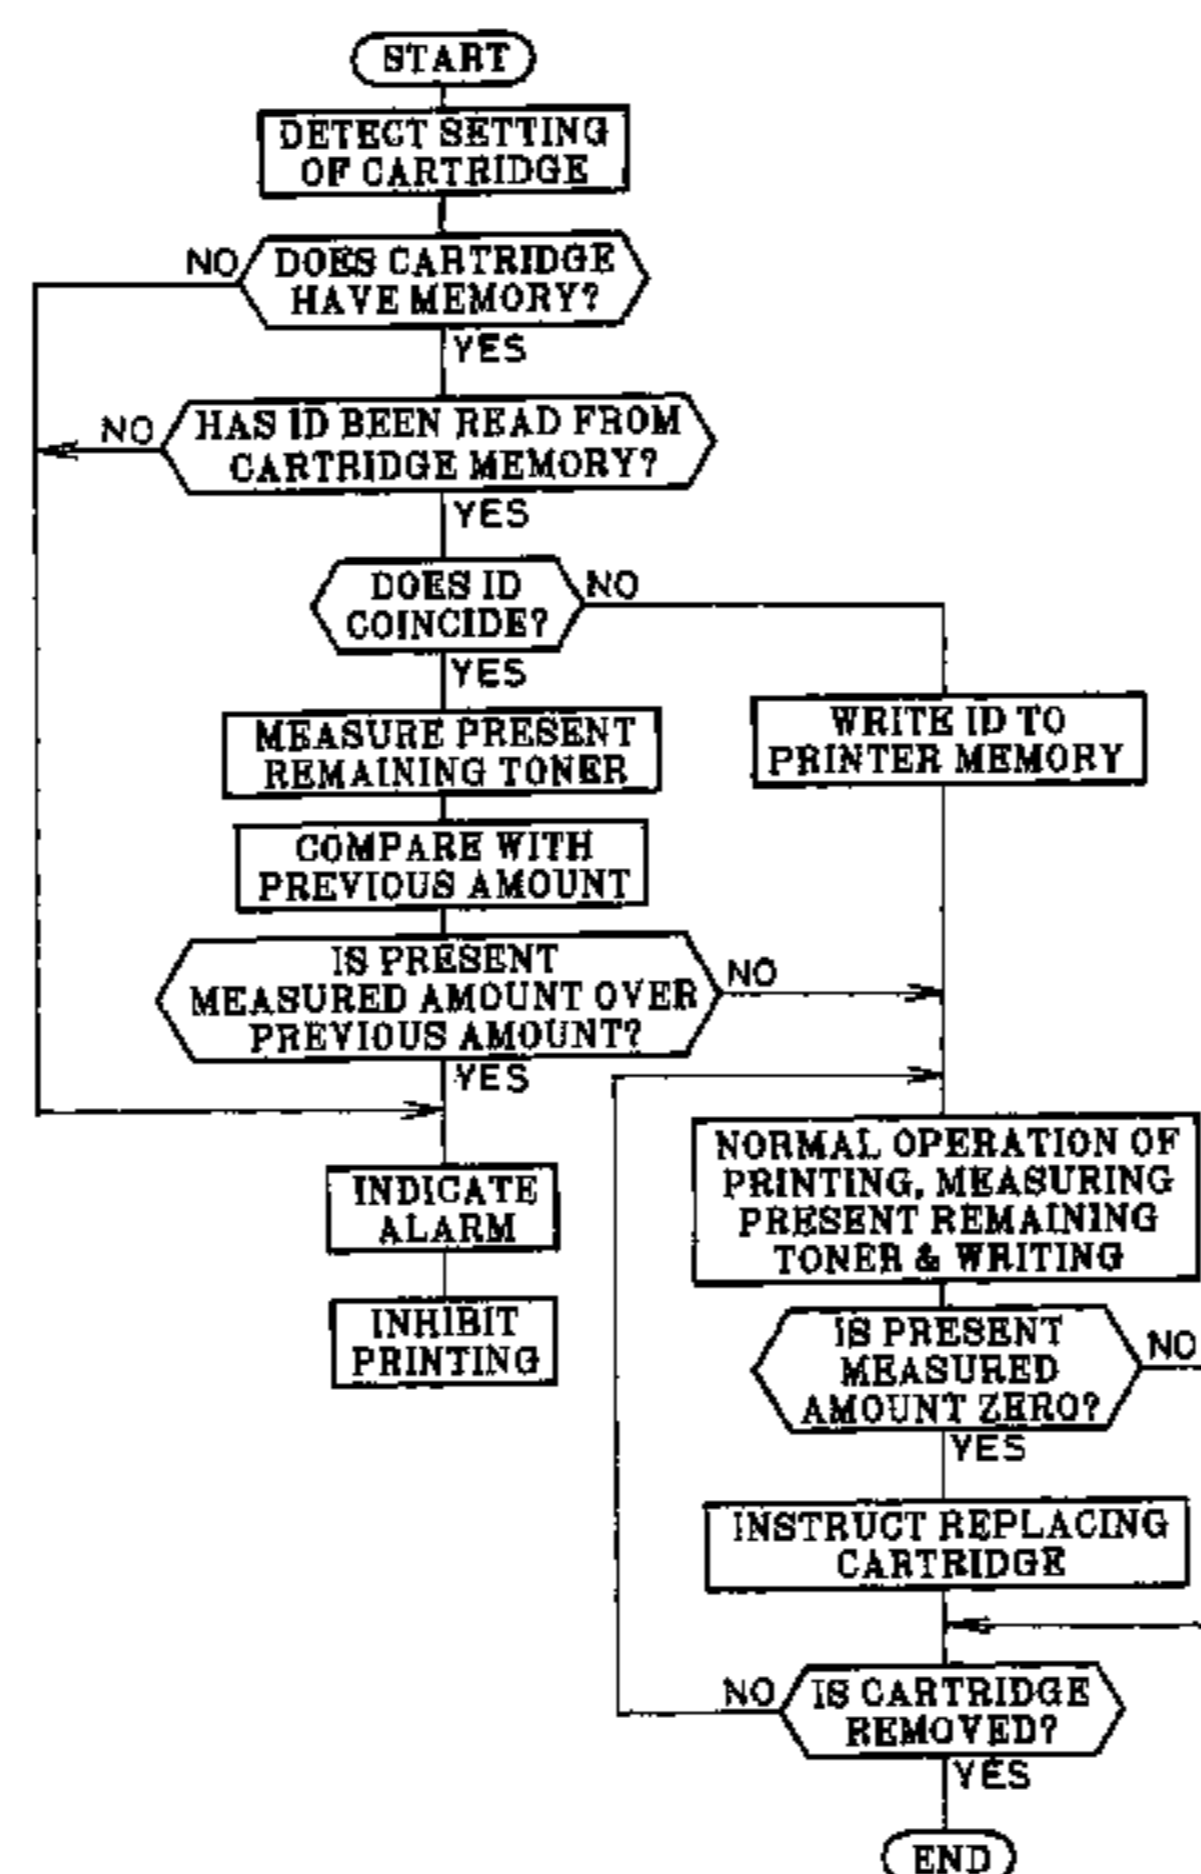 START
DETECT SETTING
OF CARTRIDGE
NO
DOES CARTRIDGE
HAVE MEMORY?
YES
NO
HAS ID BEEN READ FROM
CARTRIDGE MEMORY?
YES
DOES ID
COINCIDE?
NO
YES
MEASURE PRESENT
REMAINING TONER
WRITE ID TO
PRINTER MEMORY
COMPARE WITH
PREVIOUS AMOUNT
IS PRESENT
MEASURED AMOUNT OVER
PREVIOUS AMOUNT?
NO
YES
INDICATE
ALARM
INHIBIT
PRINTING
NORMAL OPERATION OF
PRINTING, MEASURING
PRESENT REMAINING
TONER & WRITING
IS PRESENT
MEASURED
AMOUNT ZERO?
NO
YES
INSTRUCT REPLACING
CARTRIDGE
NO
IS CARTRIDGE
REMOVED?
YES
END